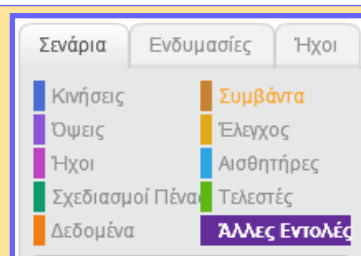 Σενάρια Ενδυμασίες Ήχοι
Κινήσεις Συμβάντα
Όψεις Έλεγχος
Ήχοι Αισθητήρες
Σχεδιασμοί Πένα Τελεστές
Δεδομένα Άλλες Εντολές